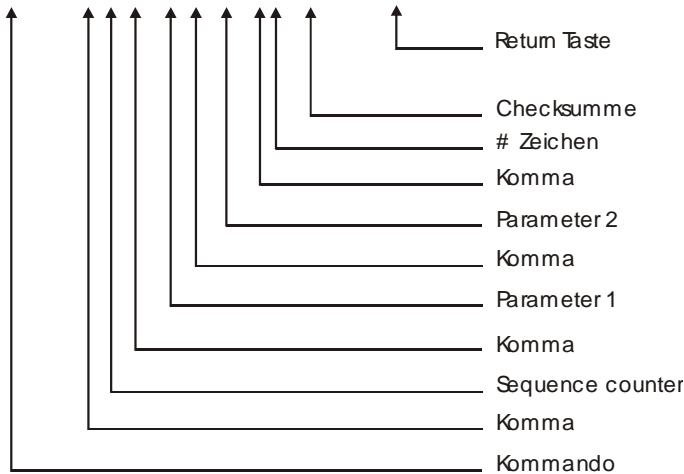 Return Taste
Checksumme
# Zeichen
Komma
Parameter 2
Komma
Parameter 1
Komma
Sequence counter
Komma
Kommando